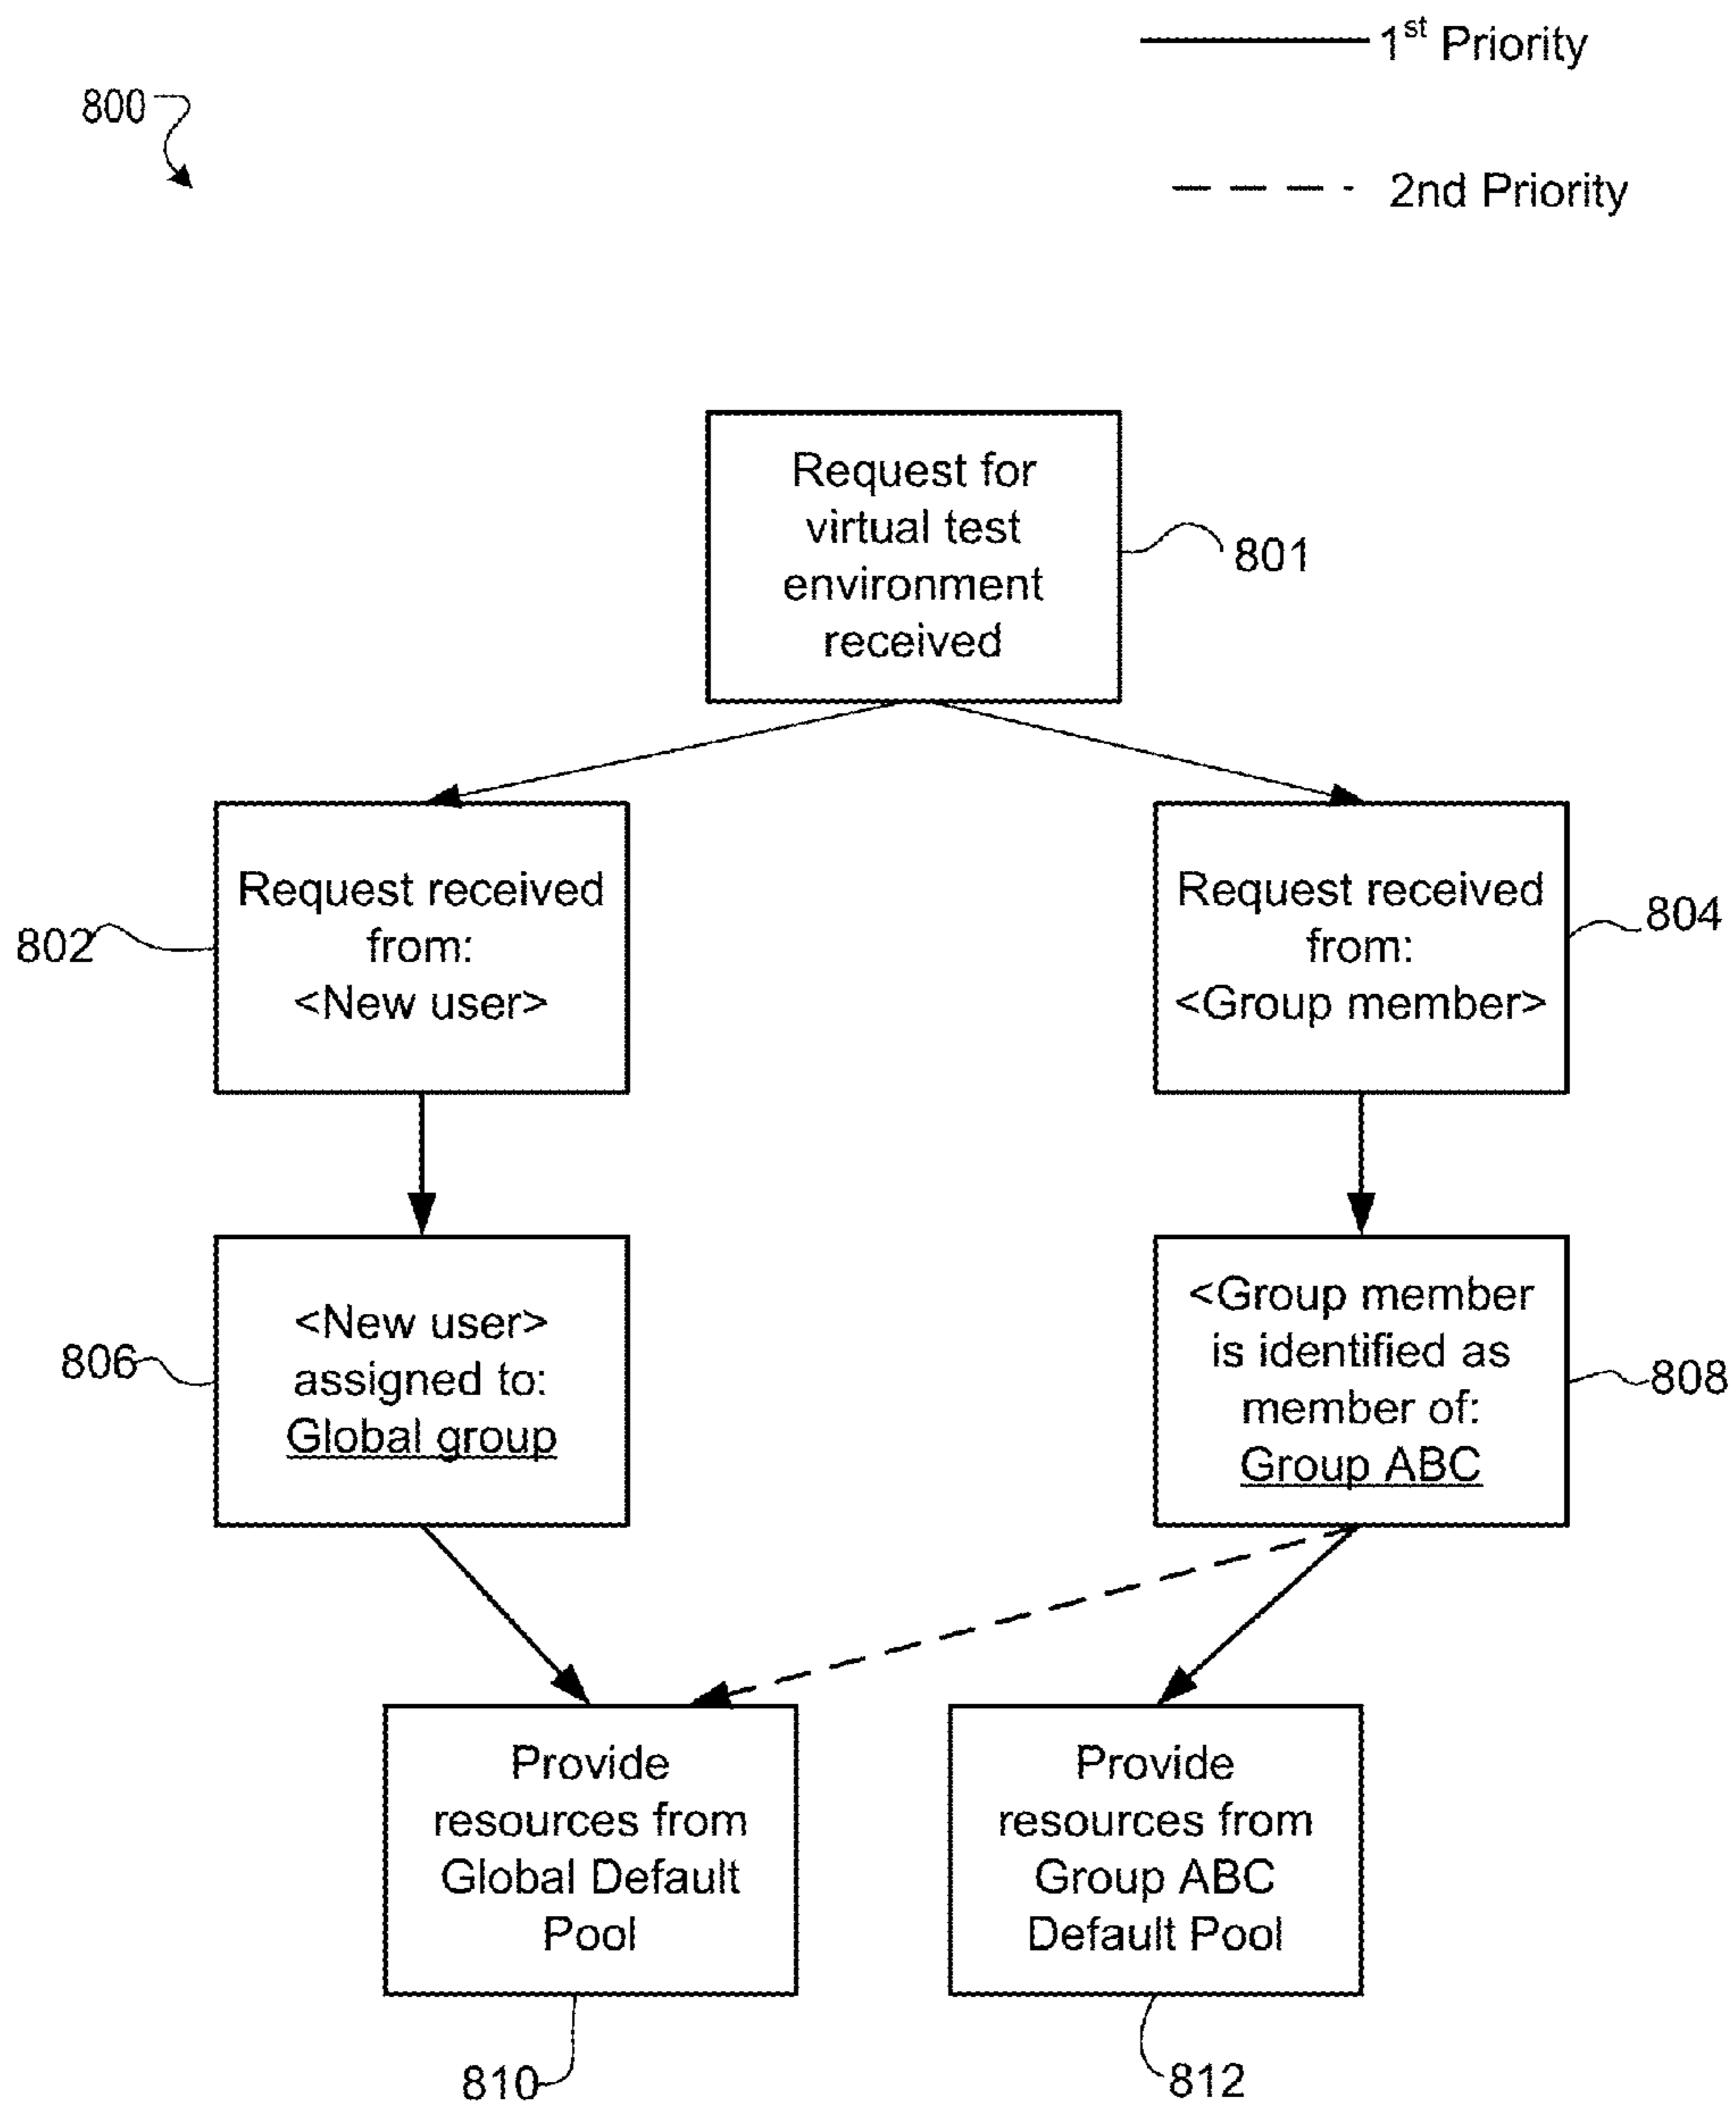 1st Priority
800
2nd Priority
Request for
virtual test
environment
received
801
Request received
from:
<New user>
802
Request received
from:
<Group member>
804
<New user>
assigned to:
Global group
806
<Group member
is identified as
member of:
Group ABC
808
Provide
resources from
Global Default
Pool
810
Provide
resources from
Group ABC
Default Pool
812